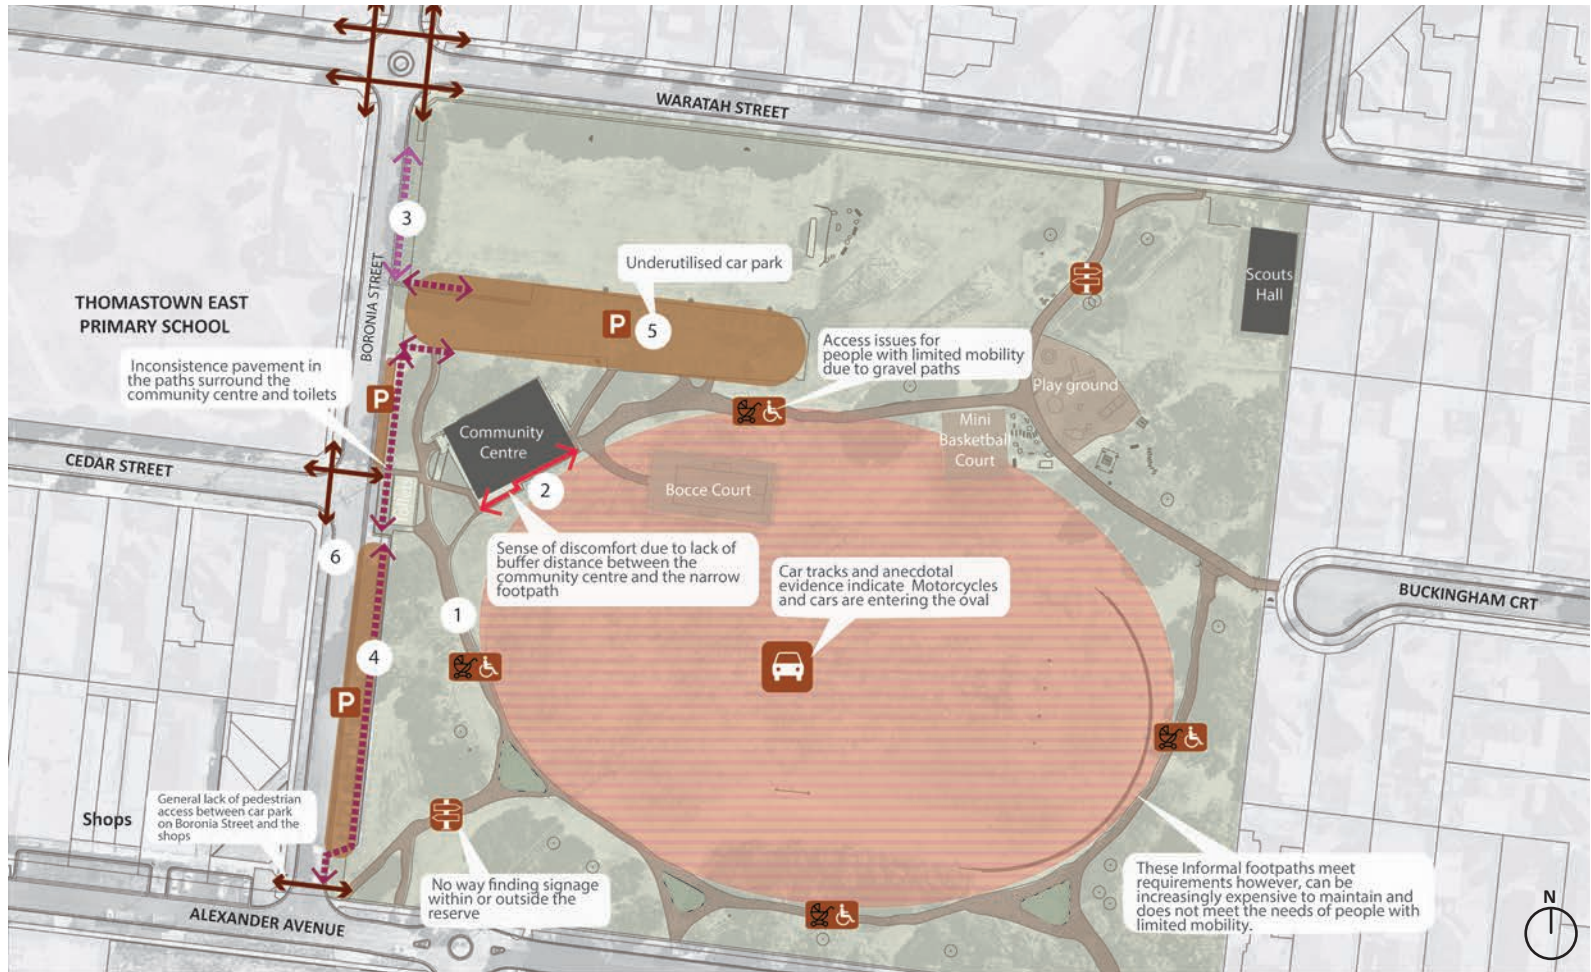 WARATAH STREET
3
BORONIA STREET
Underutilised car park
P
5
Scouts
Hall
THOMASTOWN EAST
PRIMARY SCHOOL
Inconsistence pavement in
the paths surround the
community centre and toilets
P
Access issues for
people with limited mobility
due to gravel paths
Play ground
Mini
Basketball
Court
Community
Centre
CEDAR STREET
2
Bocce Court
6
Sense of discomfort due to lack of
buffer distance between the
community centre and the narrow
footpath
Car tracks and anecdotal
evidence indicate Motorcycles
and cars are entering the oval
BUCKINGHAM CRT
1
4
P
General lack of pedestrian
access between car park
on Boronia Street and the
shops
Shops
No way finding signage
within or outside the
reserve
These Informal footpaths meet
requirements however, can be
increasingly expensive to maintain and
does not meet the needs of people with
limited mobility.
ALEXANDER AVENUE
N